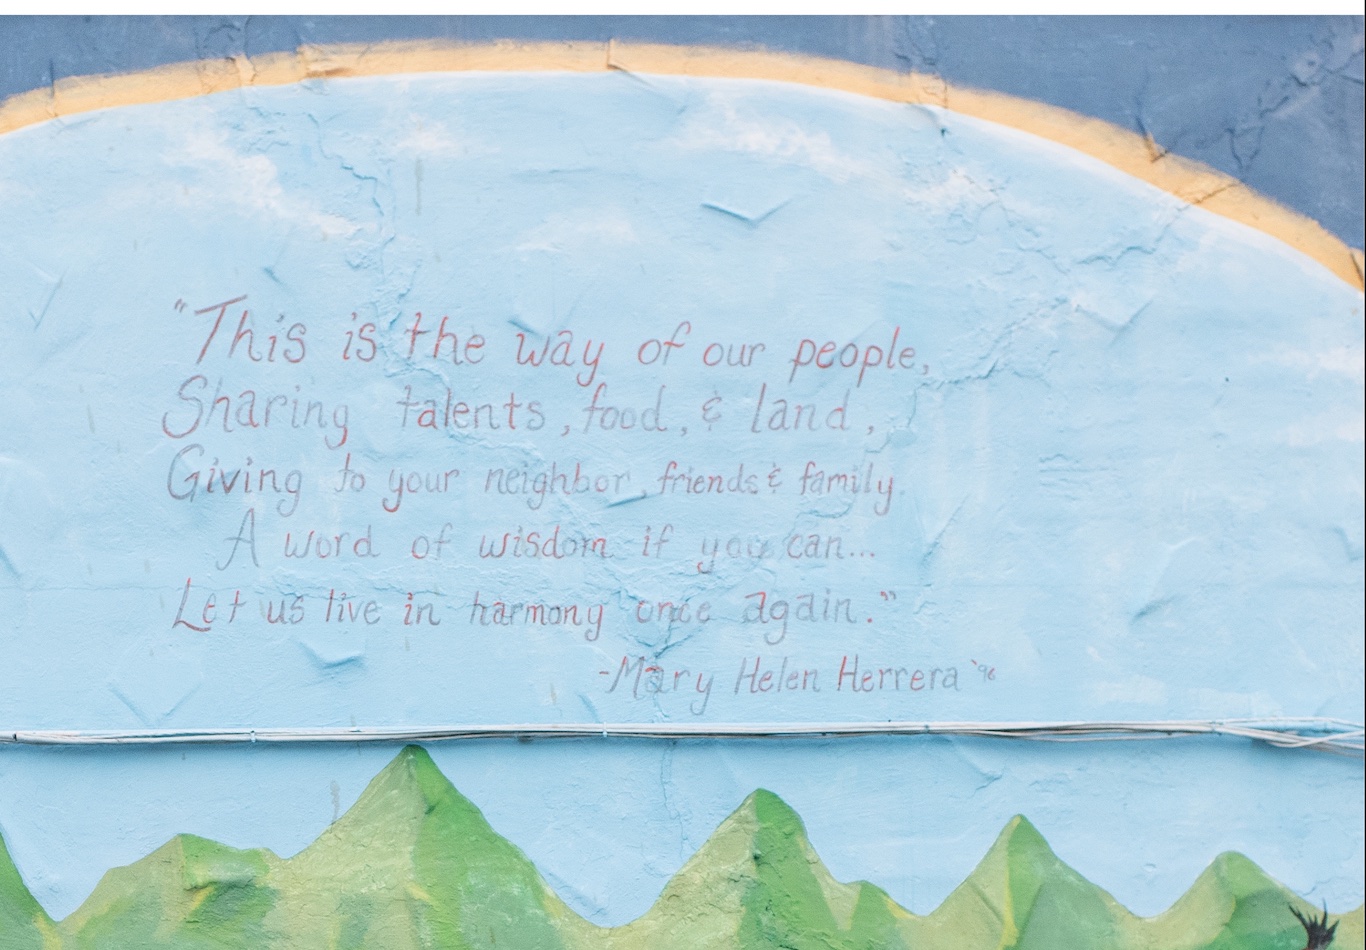 "This is the way of our people,
Sharing talents, food, & land,
Giving to your neighbor, friends & family.
A word of wisdom if you can...
Let us live in harmony once again."
-Mary Helen Herrera '96